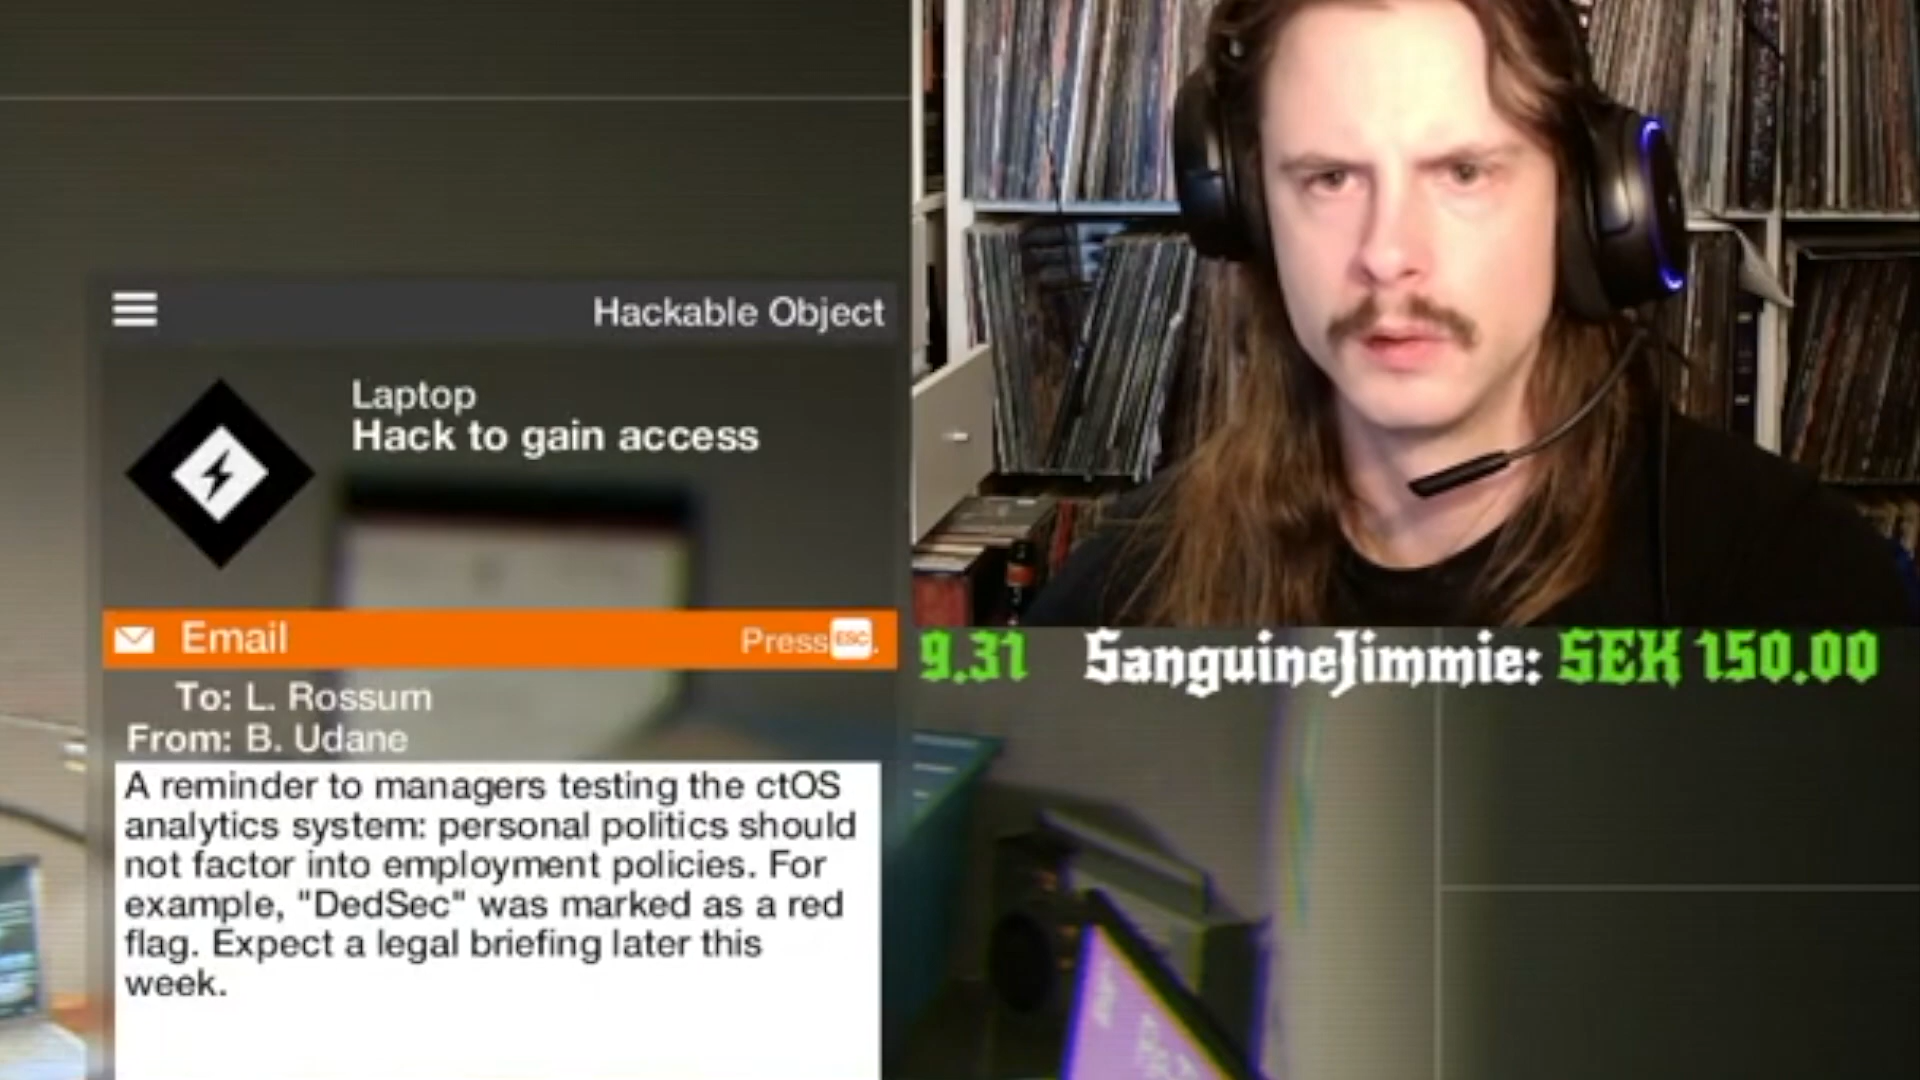 Hackable Object
Laptop
Hack to gain access
Email
Press ESC.
To: L. Rossum
From: B. Udane
A reminder to managers testing the ctOS
analytics system: personal politics should
not factor into employment policies. For
example, "DedSec" was marked as a red
flag. Expect a legal briefing later this
week.
9.31 SanguineJimmie: SEK 150.00